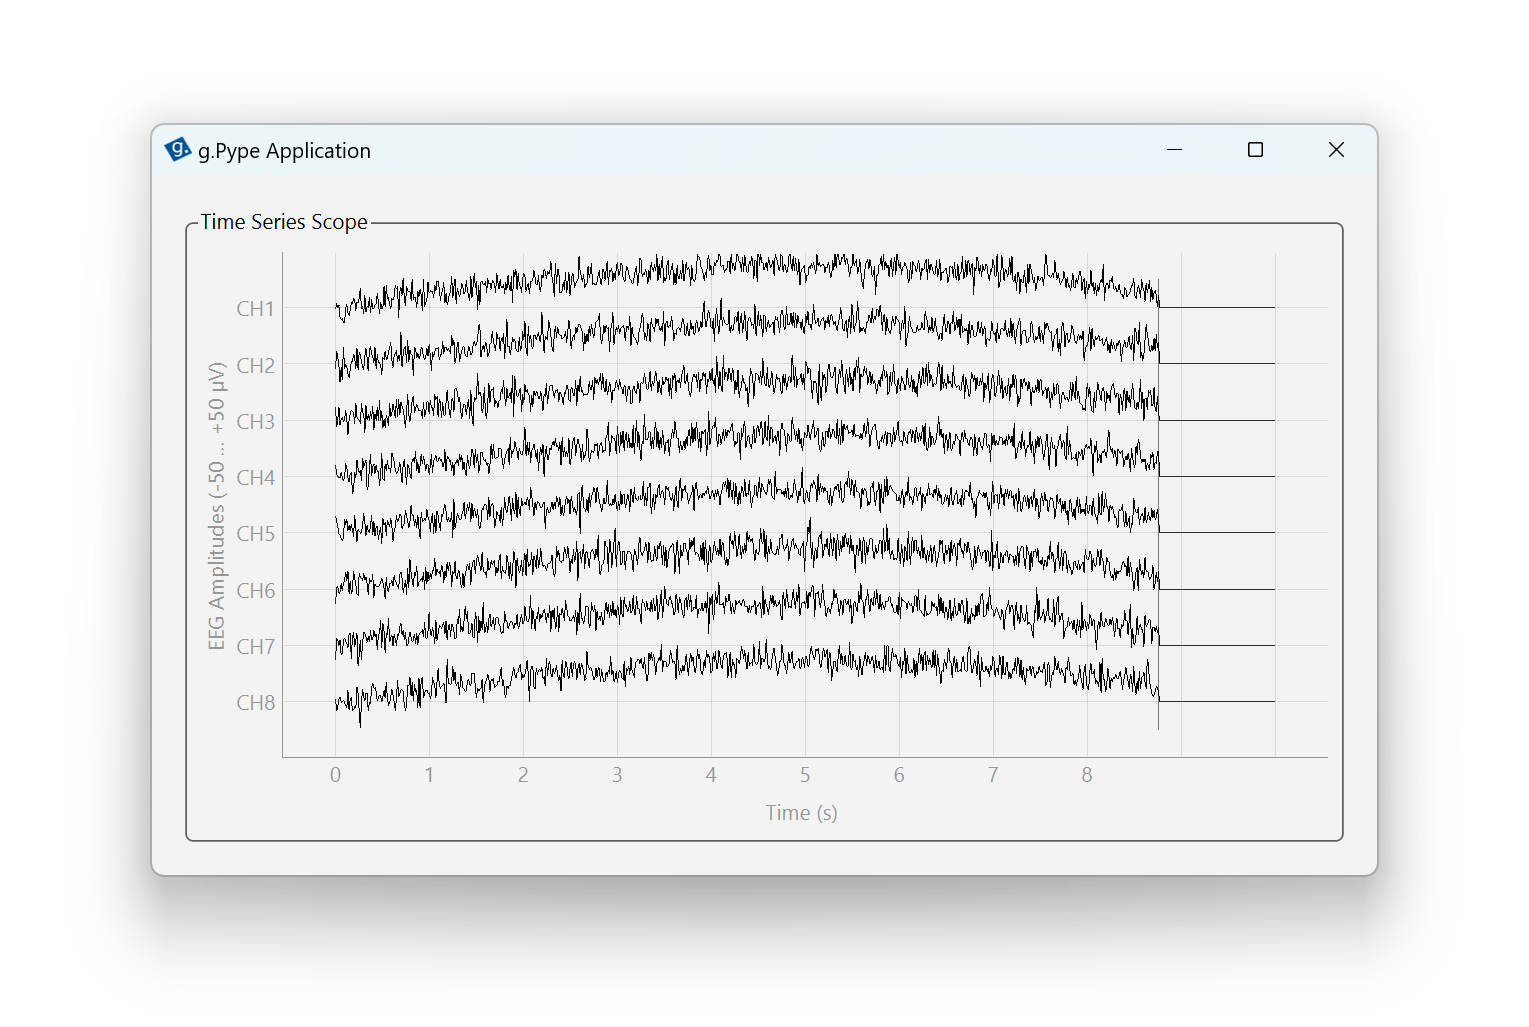 g. g.Pype Application
Time Series Scope
EEG Amplitudes (-50 ... +50 µV)
CH1
CH2
CH3
CH4
CH5
CH6
CH7
CH8
0 1 2 3 4 5 6 7 8
Time (s)